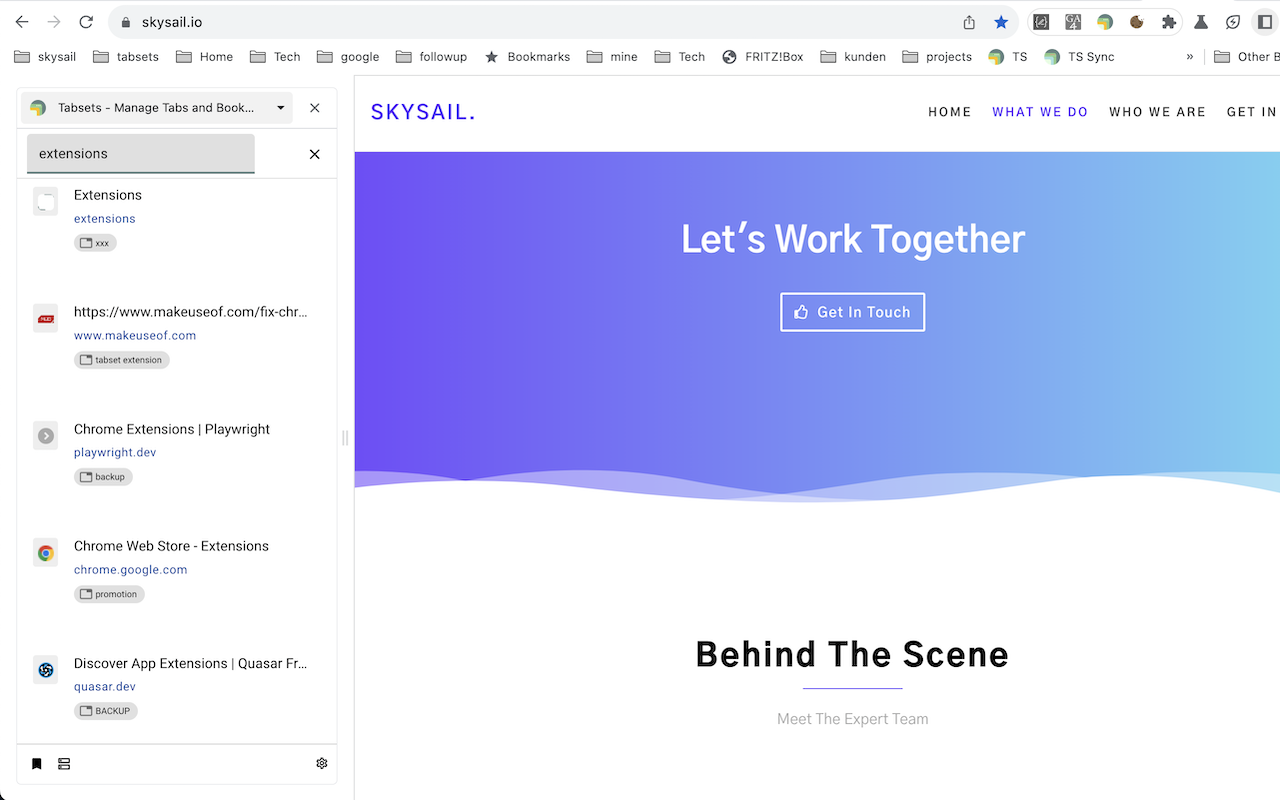 skysail.io
skysail tabsets Home Tech google followup Bookmarks mine Tech FRITZ!Box kunden projects TS TS Sync » Other B
Tabsets - Manage Tabs and Book...
extensions
Extensions
extensions
xxx
https://www.makeuseof.com/fix-chr...
www.makeuseof.com
tabset extension
Chrome Extensions | Playwright
playwright.dev
backup
Chrome Web Store - Extensions
chrome.google.com
promotion
Discover App Extensions | Quasar Fr...
quasar.dev
BACKUP
SKYSAIL.
HOME WHAT WE DO WHO WE ARE GET IN
Let's Work Together
Get In Touch
Behind The Scene
Meet The Expert Team